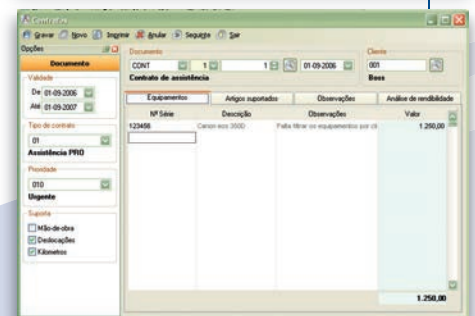 Contratos
Gravar Novo Imprimir Anular Seguinte Sair
Opções
Documento
Validade
De 01-09-2006
Até 01-09-2007
Tipo de contrato
01
Assistência PRO
Prioridade
010
Urgente
Suporta
Mão-de-obra
Deslocações
Kilometros
Documento
CONT 1 1 01-09-2006
Contrato de assistência
Cliente
001
Boss
Equipamentos Artigos suportados Observações Análise de rendibilidade
Nº Série Descrição Observações Valor
123456 Canon eos 350D Falta filtrar os equipamentos por cli 1.250,00
1.250,00